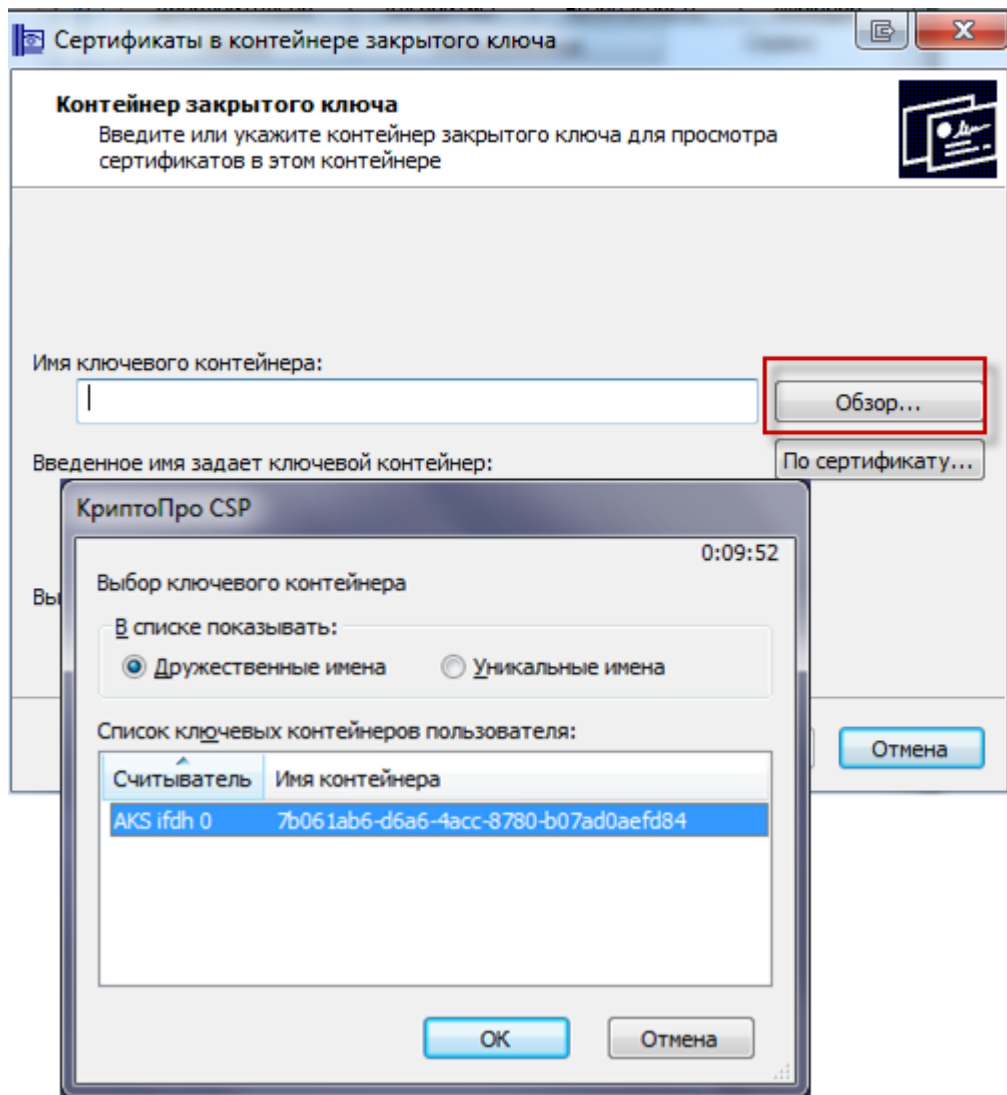 Сертификаты в контейнере закрытого ключа
Контейнер закрытого ключа
Введите или укажите контейнер закрытого ключа для просмотра
сертификатов в этом контейнере
Имя ключевого контейнера:
Обзор...
Введенное имя задает ключевой контейнер:
По сертификату...
КриптоПро CSP
0:09:52
Выбор ключевого контейнера
В списке показывать:
Дружественные имена Уникальные имена
Список ключевых контейнеров пользователя:
Считыватель Имя контейнера
AKS ifdh 0 7b061ab6-d6a6-4acc-8780-b07ad0aefd84
OK Отмена
Отмена